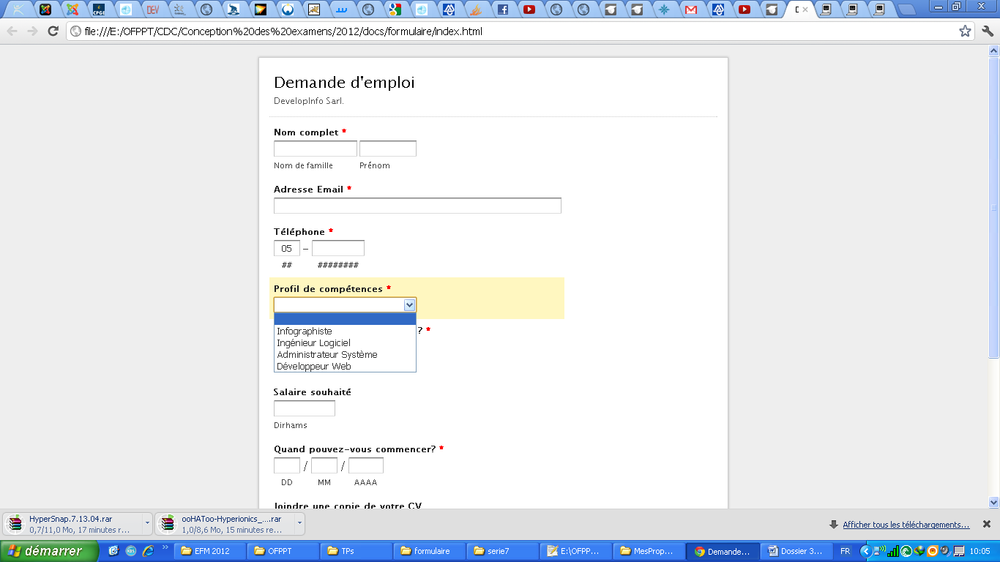 CPGE
DEV
D
file:///E:/OFPPT/CDC/Conception%20des%20examens/2012/docs/formulaire/index.html
Demande d'emploi
DevelopInfo Sarl.
Nom complet *
Nom de famille Prénom
Adresse Email *
Téléphone *
05 –
## ########
Profil de compétences *
? *
Infographiste
Ingénieur Logiciel
Administrateur Système
Développeur Web
Salaire souhaité
Dirhams
Quand pouvez-vous commencer? *
/ /
DD MM AAAA
Joindre une copie de votre CV
HyperSnap.7.13.04.rar
0,7/11,0 Mo, 17 minutes r...
ooHAToo-Hyperionics_....rar
1,0/8,6 Mo, 15 minutes re...
Afficher tous les téléchargements...
démarrer
EFM 2012
OFPPT
TPs
formulaire
serie7
E:\OFPP...
MesProp...
Demande...
Dossier 3...
FR
10:05